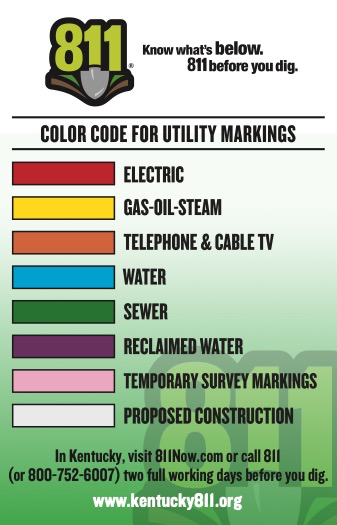 811®
Know what's below.
811 before you dig.
COLOR CODE FOR UTILITY MARKINGS
ELECTRIC
GAS-OIL-STEAM
TELEPHONE & CABLE TV
WATER
SEWER
RECLAIMED WATER
TEMPORARY SURVEY MARKINGS
PROPOSED CONSTRUCTION
In Kentucky, visit 811Now.com or call 811
(or 800-752-6007) two full working days before you dig.
www.kentucky811.org